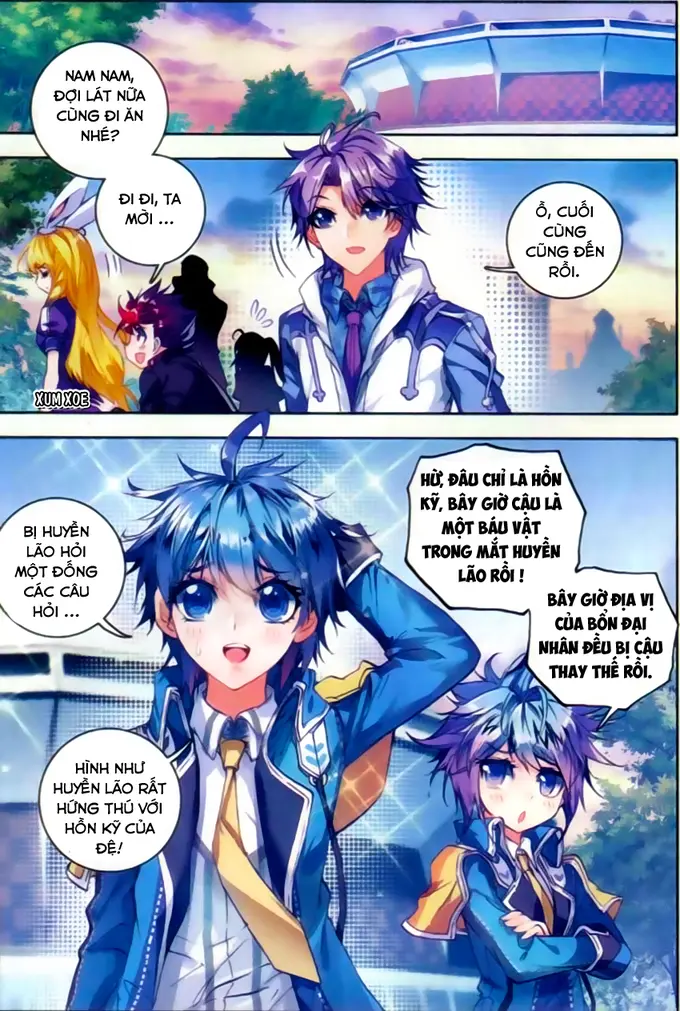 NAM NAM,
ĐỢI LÁT NỮA
CÙNG ĐI ĂN
NHÉ?
ĐI ĐI, TA
MỜI ...
Ồ, CUỐI
CÙNG
CŨNG ĐẾN
RỒI.
XUM XOE
HỪ, ĐÂU CHỈ LÀ HỒN
KỸ, BÂY GIỜ CẬU LÀ
MỘT BÁU VẬT
TRONG MẮT HUYỀN
LÃO RỒI !
BỊ HUYỀN
LÃO HỎI
MỘT ĐỐNG
CÁC CÂU
HỎI ...
BÂY GIỜ ĐỊA VỊ
CỦA BỔN ĐẠI
NHÂN ĐỀU BỊ CẬU
THAY THẾ RỒI.
HÌNH NHƯ
HUYỀN LÃO RẤT
HỨNG THÚ VỚI
HỒN KỸ CỦA
ĐỆ!